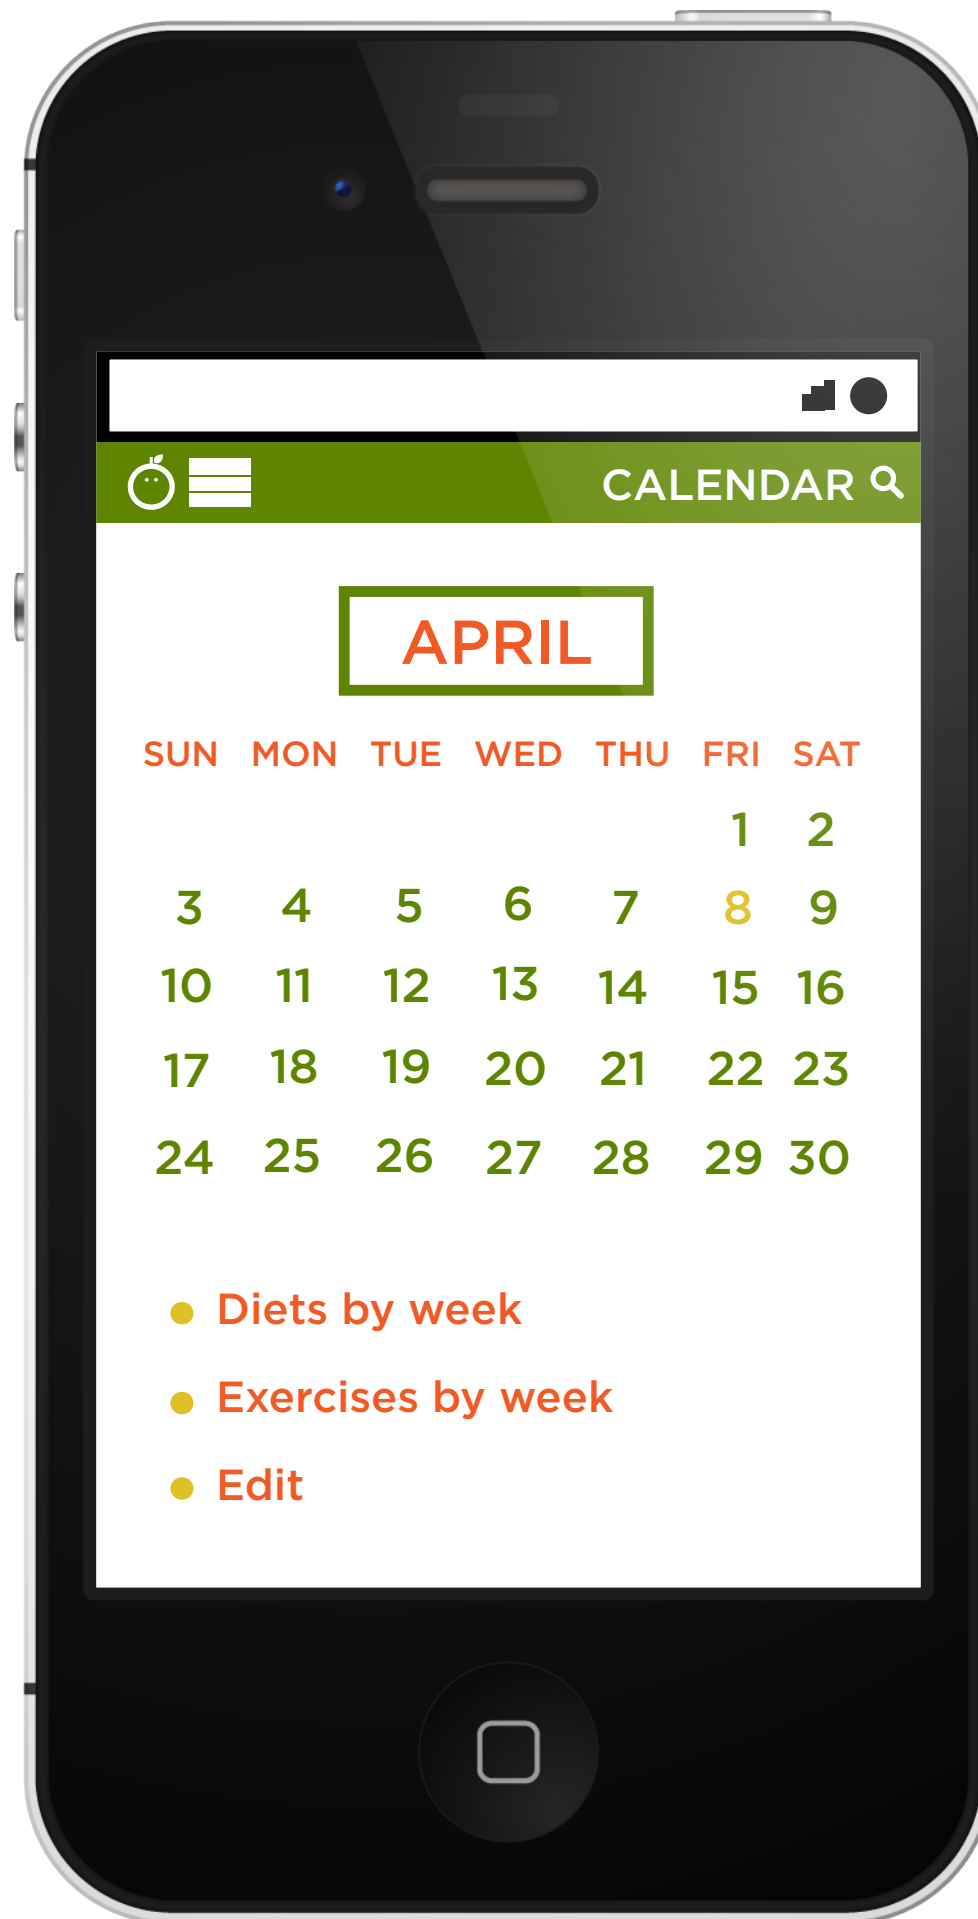 CALENDAR
APRIL
SUN MON TUE WED THU FRI SAT
1 2
3 4 5 6 7 8 9
10 11 12 13 14 15 16
17 18 19 20 21 22 23
24 25 26 27 28 29 30
Diets by week
Exercises by week
Edit